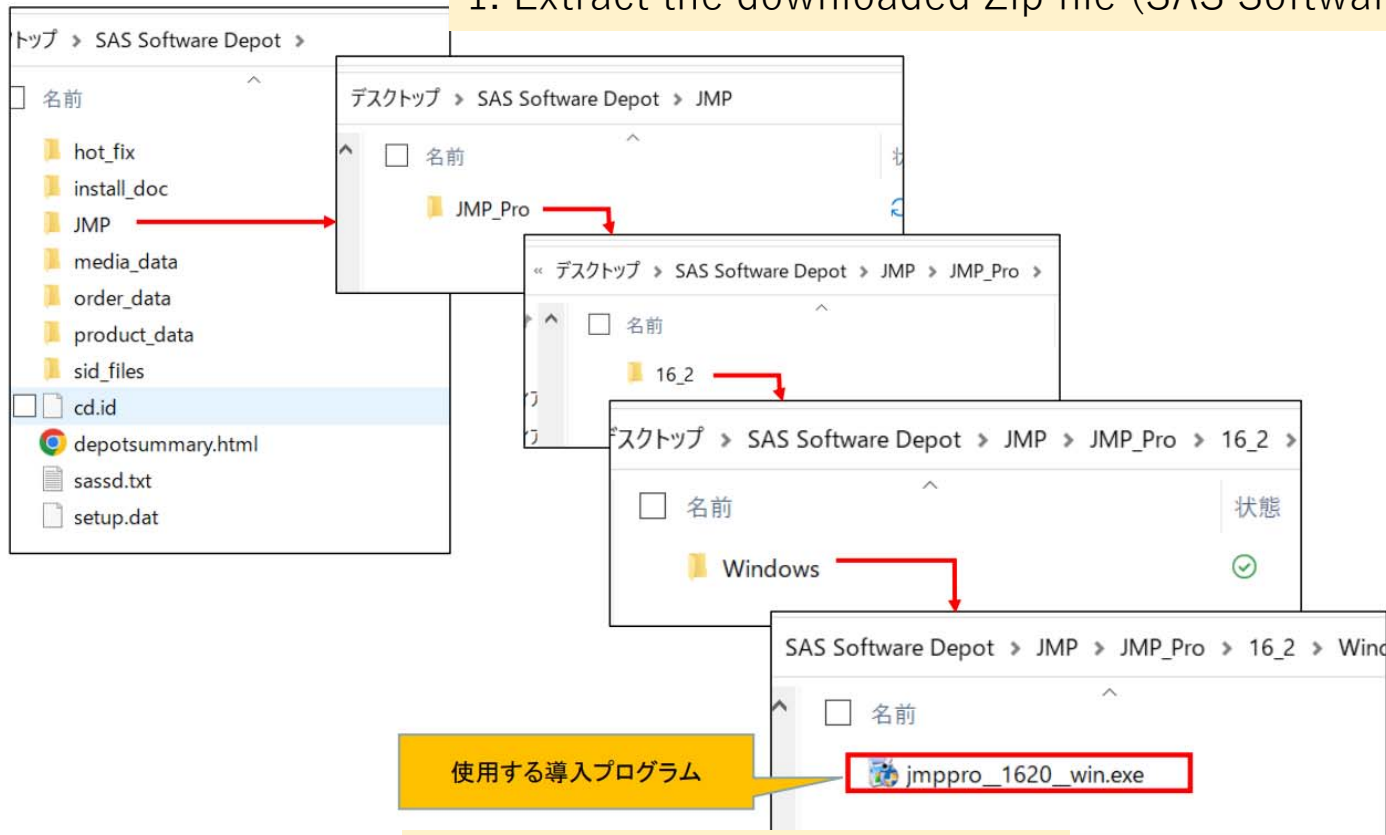 1. Extract the downloaded Zip file (SAS Softwar
トップ > SAS Software Depot >
名前
hot_fix
install_doc
JMP
media_data
order_data
product_data
sid_files
cd.id
depotsummary.html
sassd.txt
setup.dat
デスクトップ > SAS Software Depot > JMP
名前
JMP_Pro
« デスクトップ > SAS Software Depot > JMP > JMP_Pro >
名前
16_2
デスクトップ > SAS Software Depot > JMP > JMP_Pro > 16_2 >
名前
状態
Windows
SAS Software Depot > JMP > JMP_Pro > 16_2 > Wind
名前
使用する導入プログラム
jmppro__1620__win.exe